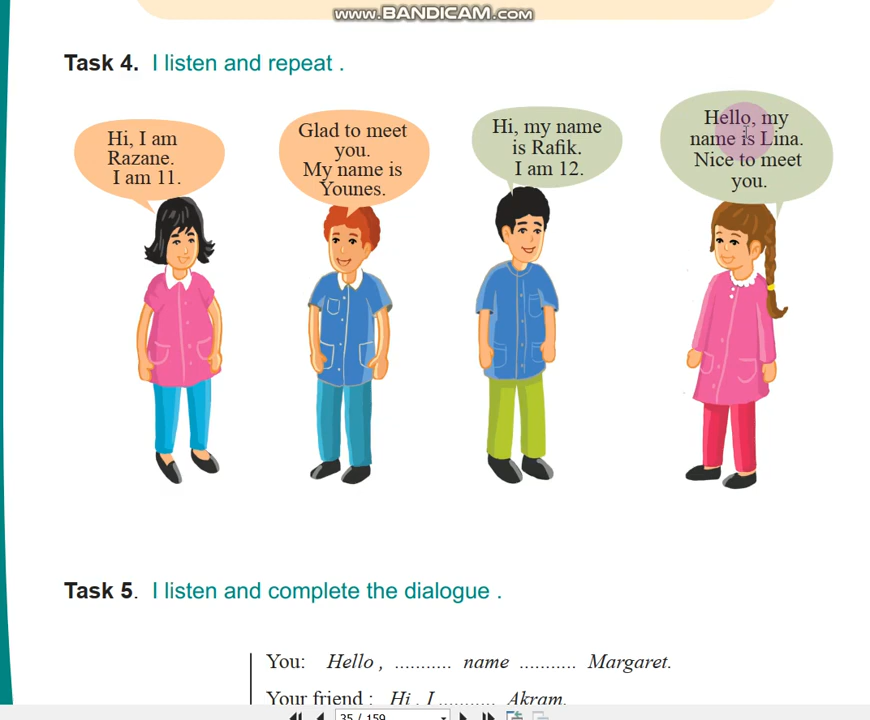 www.BANDICAM.com
Task 4. I listen and repeat .
Hi, I am
Razane.
I am 11.
Glad to meet
you.
My name is
Younes.
Hi, my name
is Rafik.
I am 12.
Hello, my
name is Lina.
Nice to meet
you.
Task 5. I listen and complete the dialogue .
You: Hello , ........... name ........... Margaret.
Your friend : Hi , I ........... Akram.
35 / 159